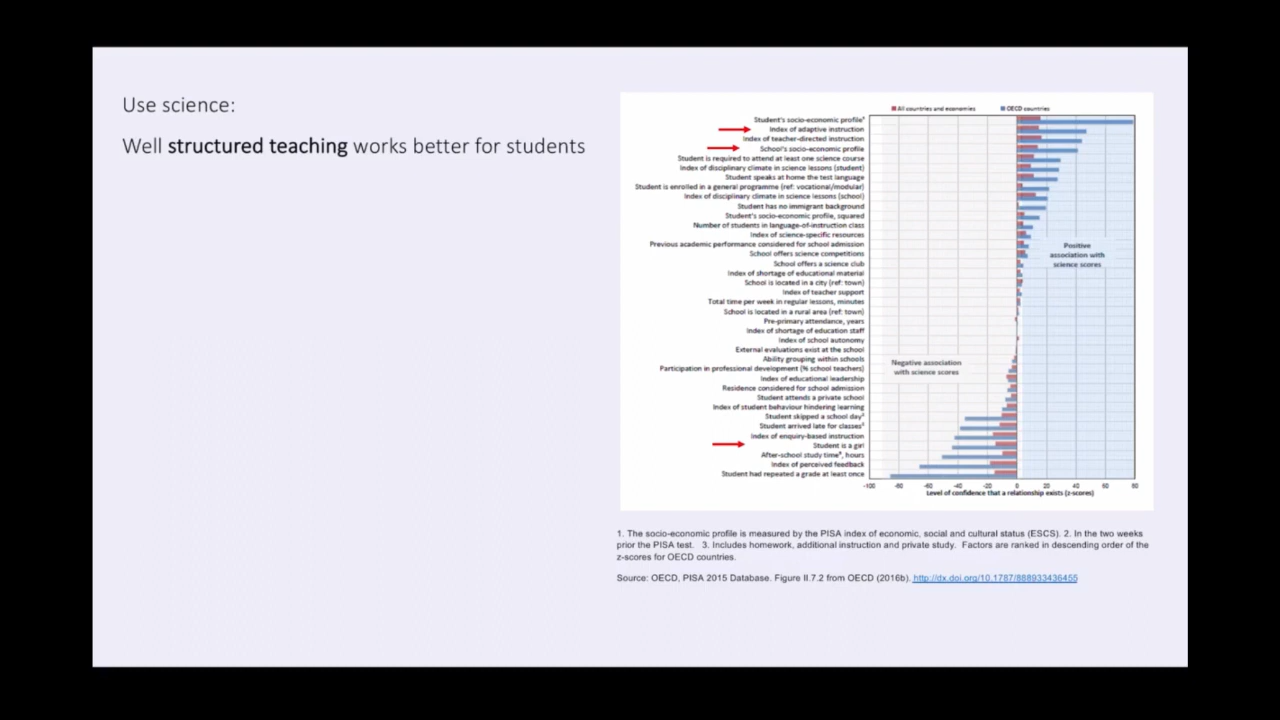 Use science:
Well structured teaching works better for students
All countries and economies
OECD countries
Student's socio-economic profile¹
Index of adaptive instruction
Index of teacher-directed instruction
School's socio-economic profile
Student is required to attend at least one science course
Index of disciplinary climate in science lessons (student)
Student speaks at home the test language
Student is enrolled in a general programme (ref: vocational/modular)
Index of disciplinary climate in science lessons (school)
Student has no immigrant background
Student's socio-economic profile, squared
Number of students in language-of-instruction class
Index of science-specific resources
Previous academic performance considered for school admission
School offers science competitions
School offers a science club
Index of shortage of educational material
School is located in a city (ref: town)
Index of teacher support
Total time per week in regular lessons, minutes
School is located in a rural area (ref: town)
Pre-primary attendance, years
Index of shortage of education staff
Index of school autonomy
External evaluations exist at the school
Ability grouping within schools
Participation in professional development (% school teachers)
Index of educational leadership
Residence considered for school admission
Student attends a private school
Index of student behaviour hindering learning
Student skipped a school day²
Student arrived late for classes²
Index of enquiry-based instruction
Student is a girl
After-school study time³, hours
Index of perceived feedback
Student had repeated a grade at least once
Positive
association with
science scores
Negative association
with science scores
-100 -80 -60 -40 -20 0 20 40 60 80
Level of confidence that a relationship exists (z-scores)
1. The socio-economic profile is measured by the PISA index of economic, social and cultural status (ESCS). 2. In the two weeks
prior the PISA test. 3. Includes homework, additional instruction and private study. Factors are ranked in descending order of the
z-scores for OECD countries.
Source: OECD, PISA 2015 Database. Figure II.7.2 from OECD (2016b). http://dx.doi.org/10.1787/888933436455